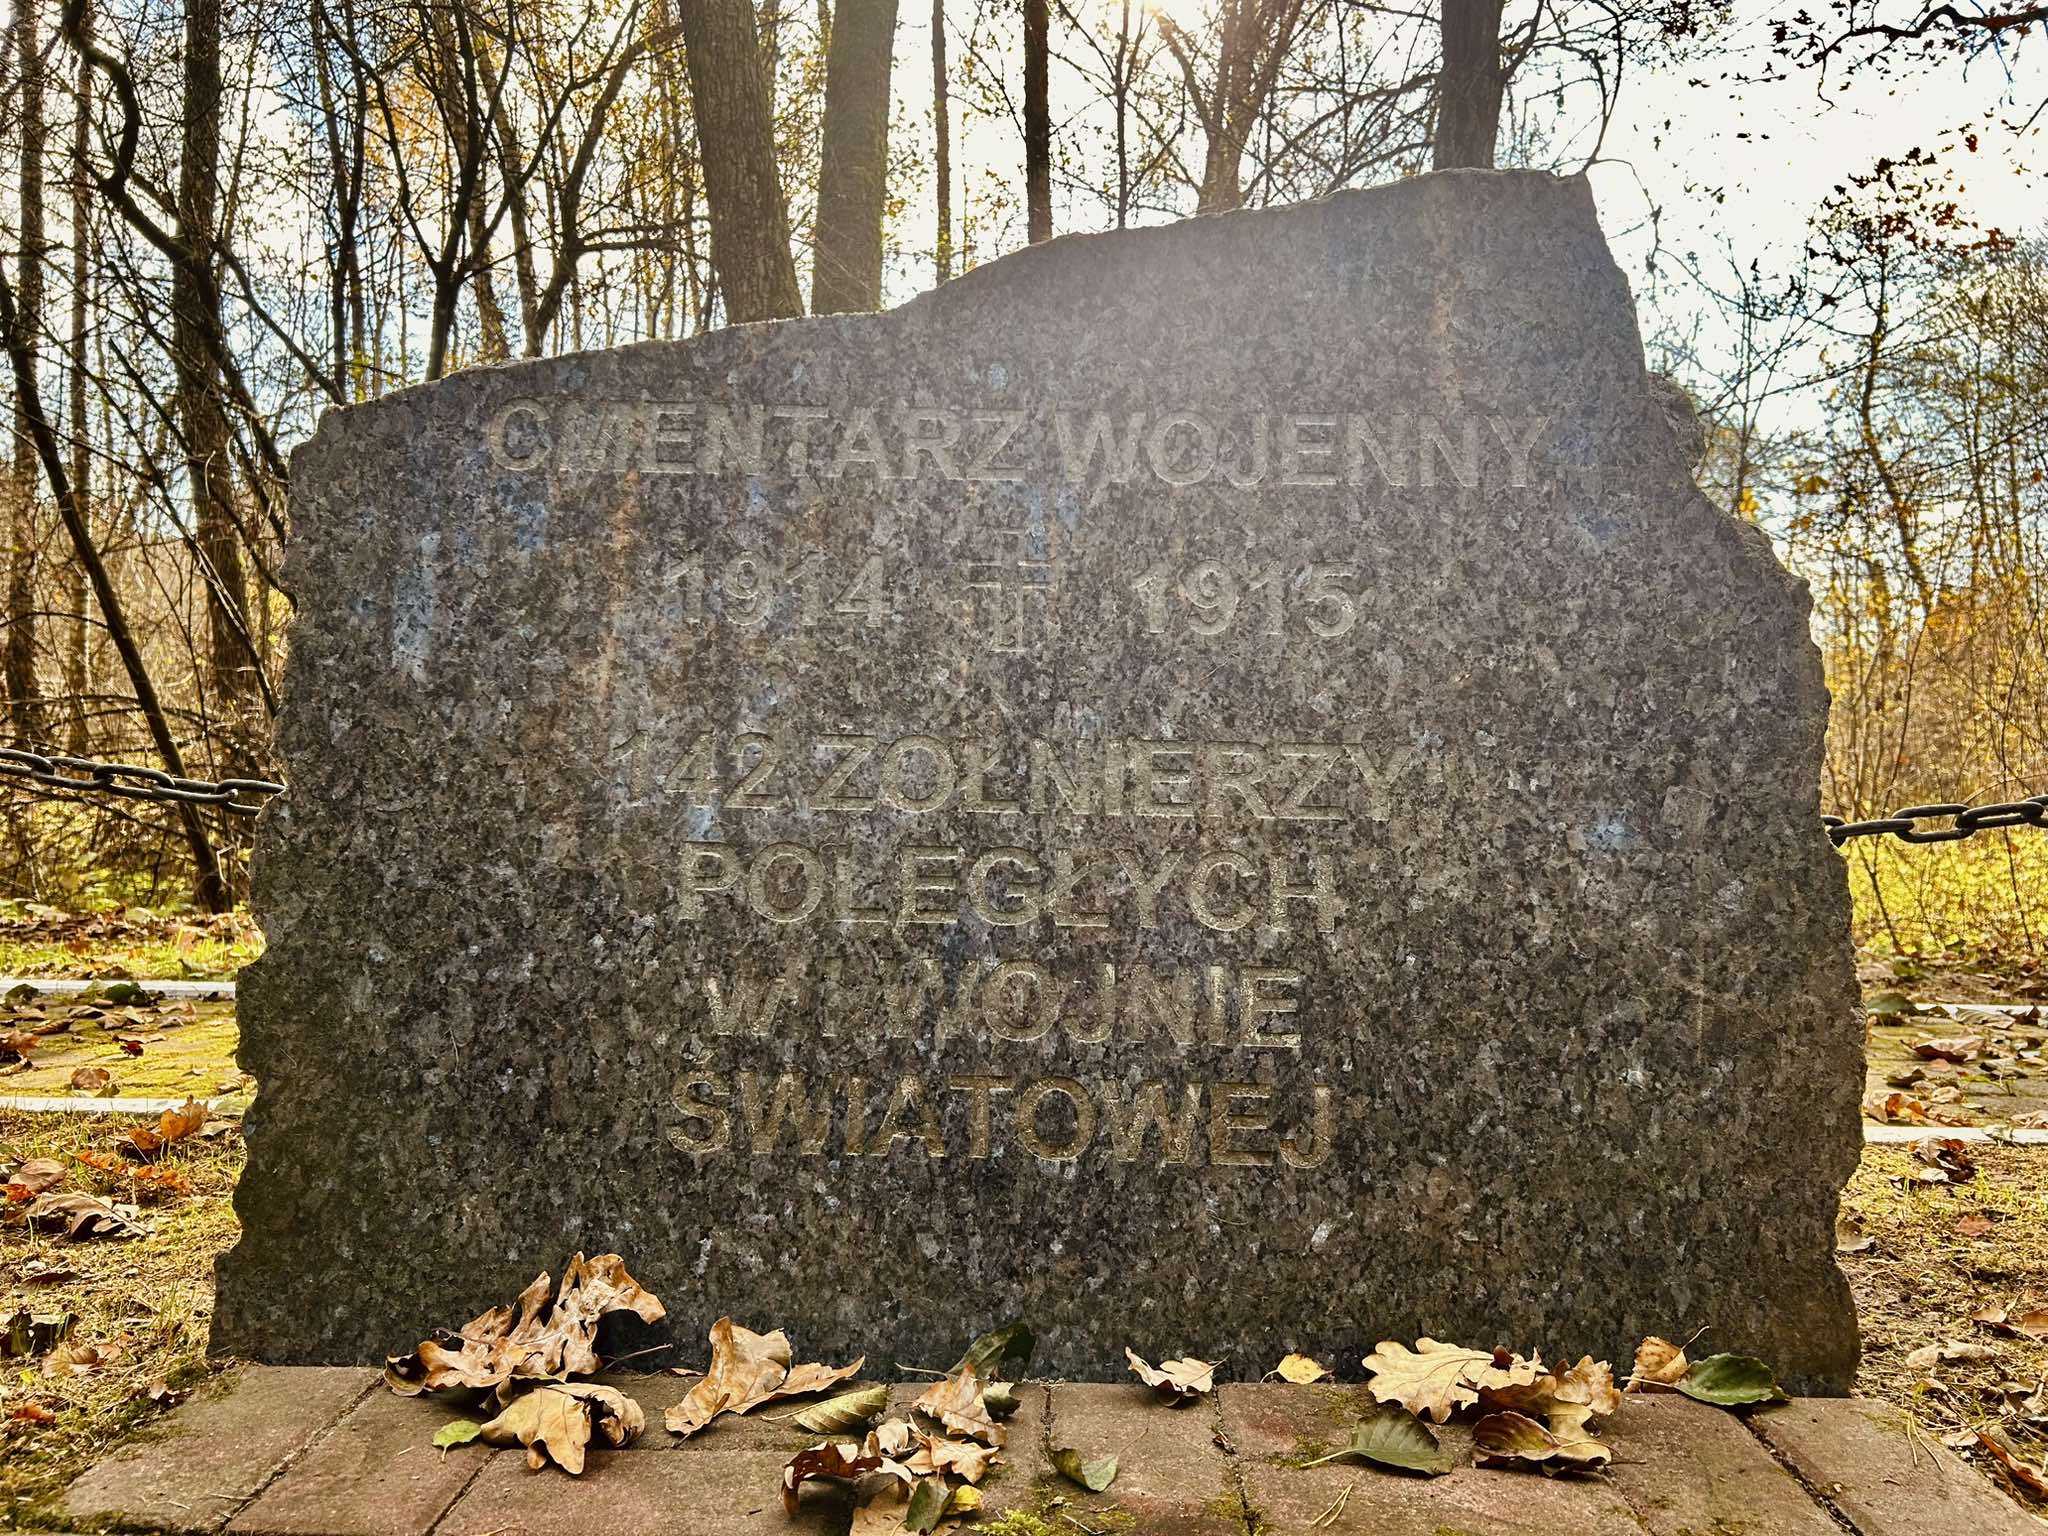 CMENTARZ WOJENNY
1914 1915
142 ŻOŁNIERZY
POLEGŁYCH
W I WOJNIE
ŚWIATOWEJ